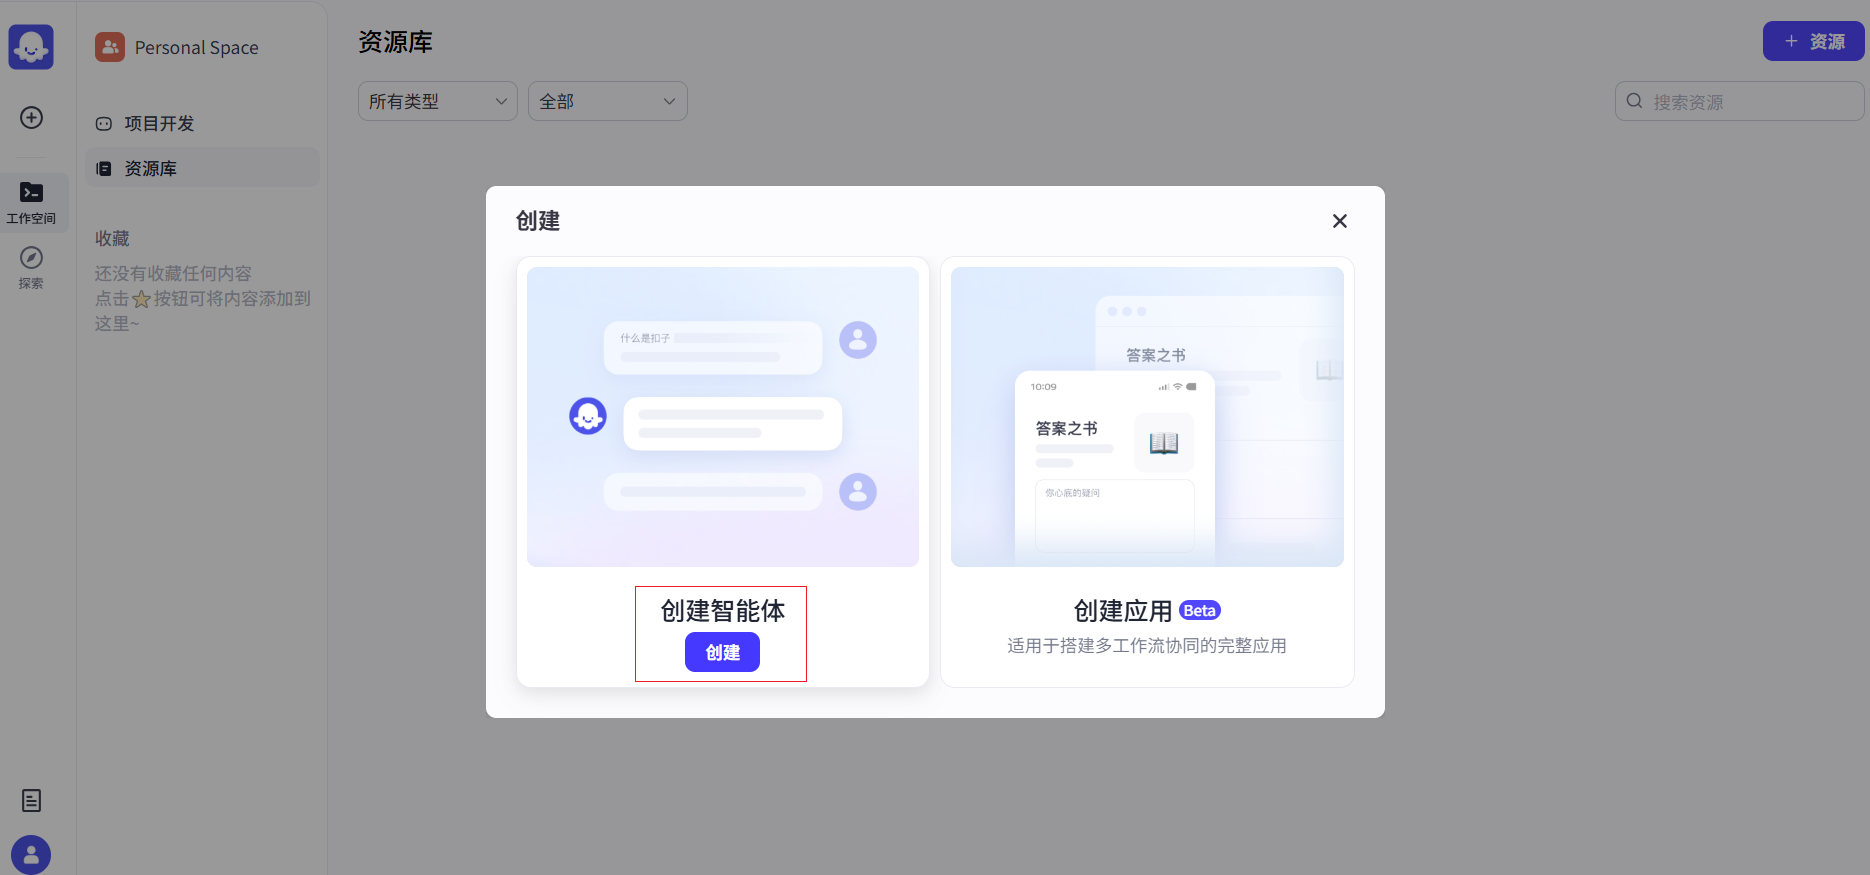 Personal Space
项目开发
资源库
工作空间
探索
收藏
还没有收藏任何内容
点击⭐按钮可将内容添加到
这里~
资源库
+ 资源
所有类型
全部
搜索资源
创建
什么是扣子
创建智能体
创建
答案之书
10:09
答案之书
你心底的疑问
创建应用 Beta
适用于搭建多工作流协同的完整应用